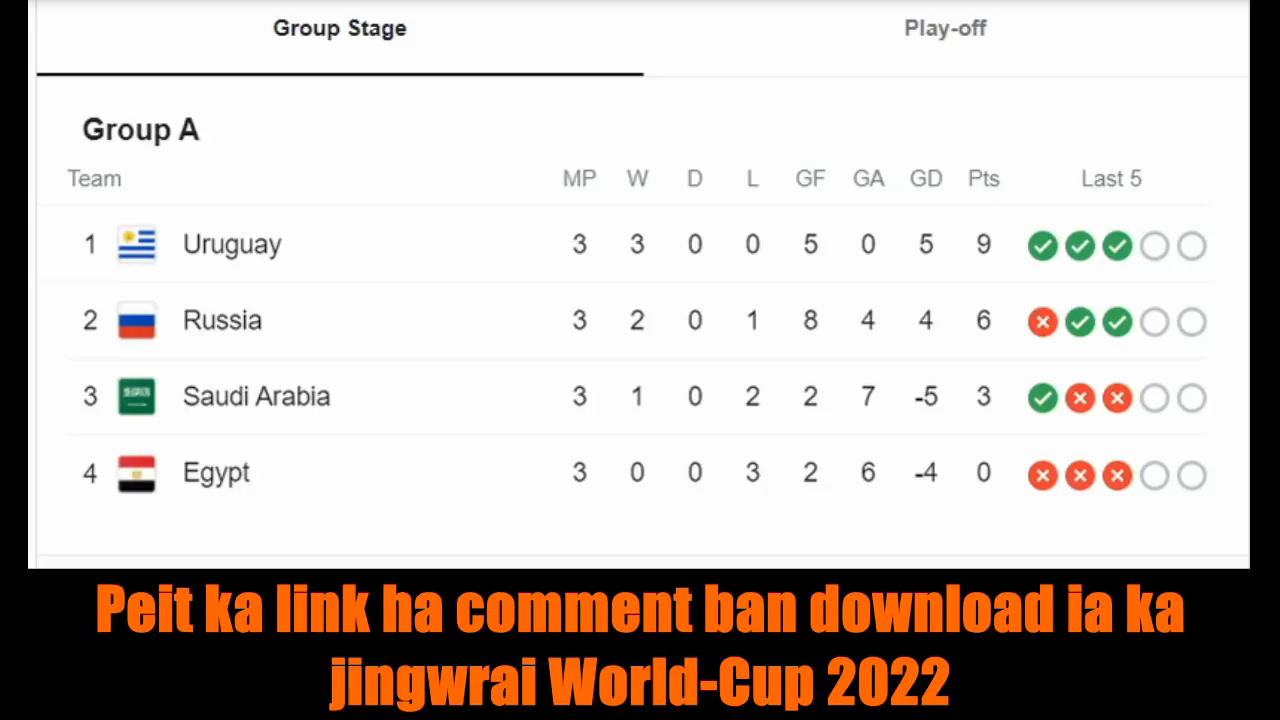 Group Stage Play-off
Group A
Team MP W D L GF GA GD Pts Last 5
1 Uruguay 3 3 0 0 5 0 5 9
2 Russia 3 2 0 1 8 4 4 6
3 Saudi Arabia 3 1 0 2 2 7 -5 3
4 Egypt 3 0 0 3 2 6 -4 0
Peit ka link ha comment ban download ia ka
jingwrai World-Cup 2022